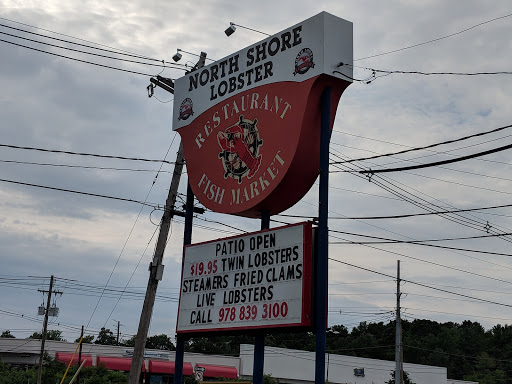 NORTH SHORE
LOBSTER
RESTAURANT
FISH MARKET
PATIO OPEN
$19.95 TWIN LOBSTERS
STEAMERS FRIED CLAMS
LIVE LOBSTERS
CALL 978 839 3100